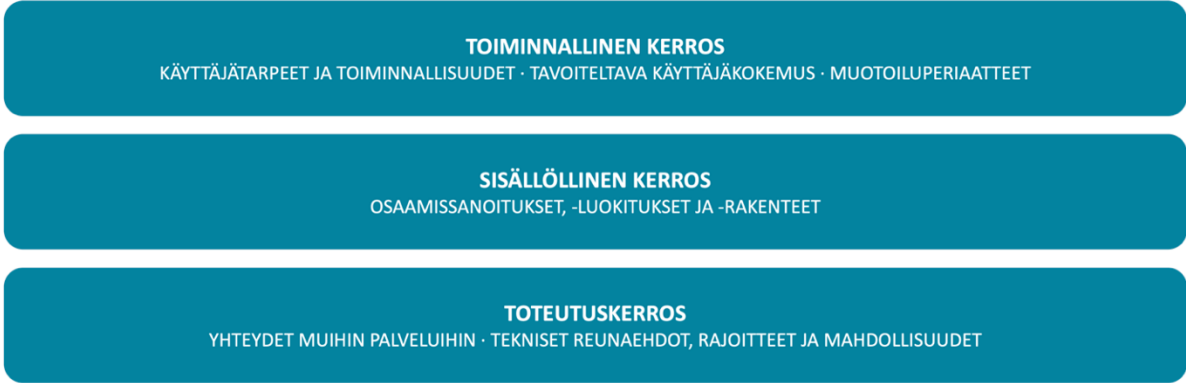 TOIMINNALLINEN KERROS
KÄYTTÄJÄTARPEET JA TOIMINNALLISUUDET · TAVOITELTAVA KÄYTTÄJÄKOKEMUS · MUOTOILUPERIAATTEET
SISÄLLÖLLINEN KERROS
OSAAMISSANOITUKSET, -LUOKITUKSET JA -RAKENTEET
TOTEUTUSKERROS
YHTEYDET MUIHIN PALVELUIHIN · TEKNISET REUNAEHDOT, RAJOITTEET JA MAHDOLLISUUDET